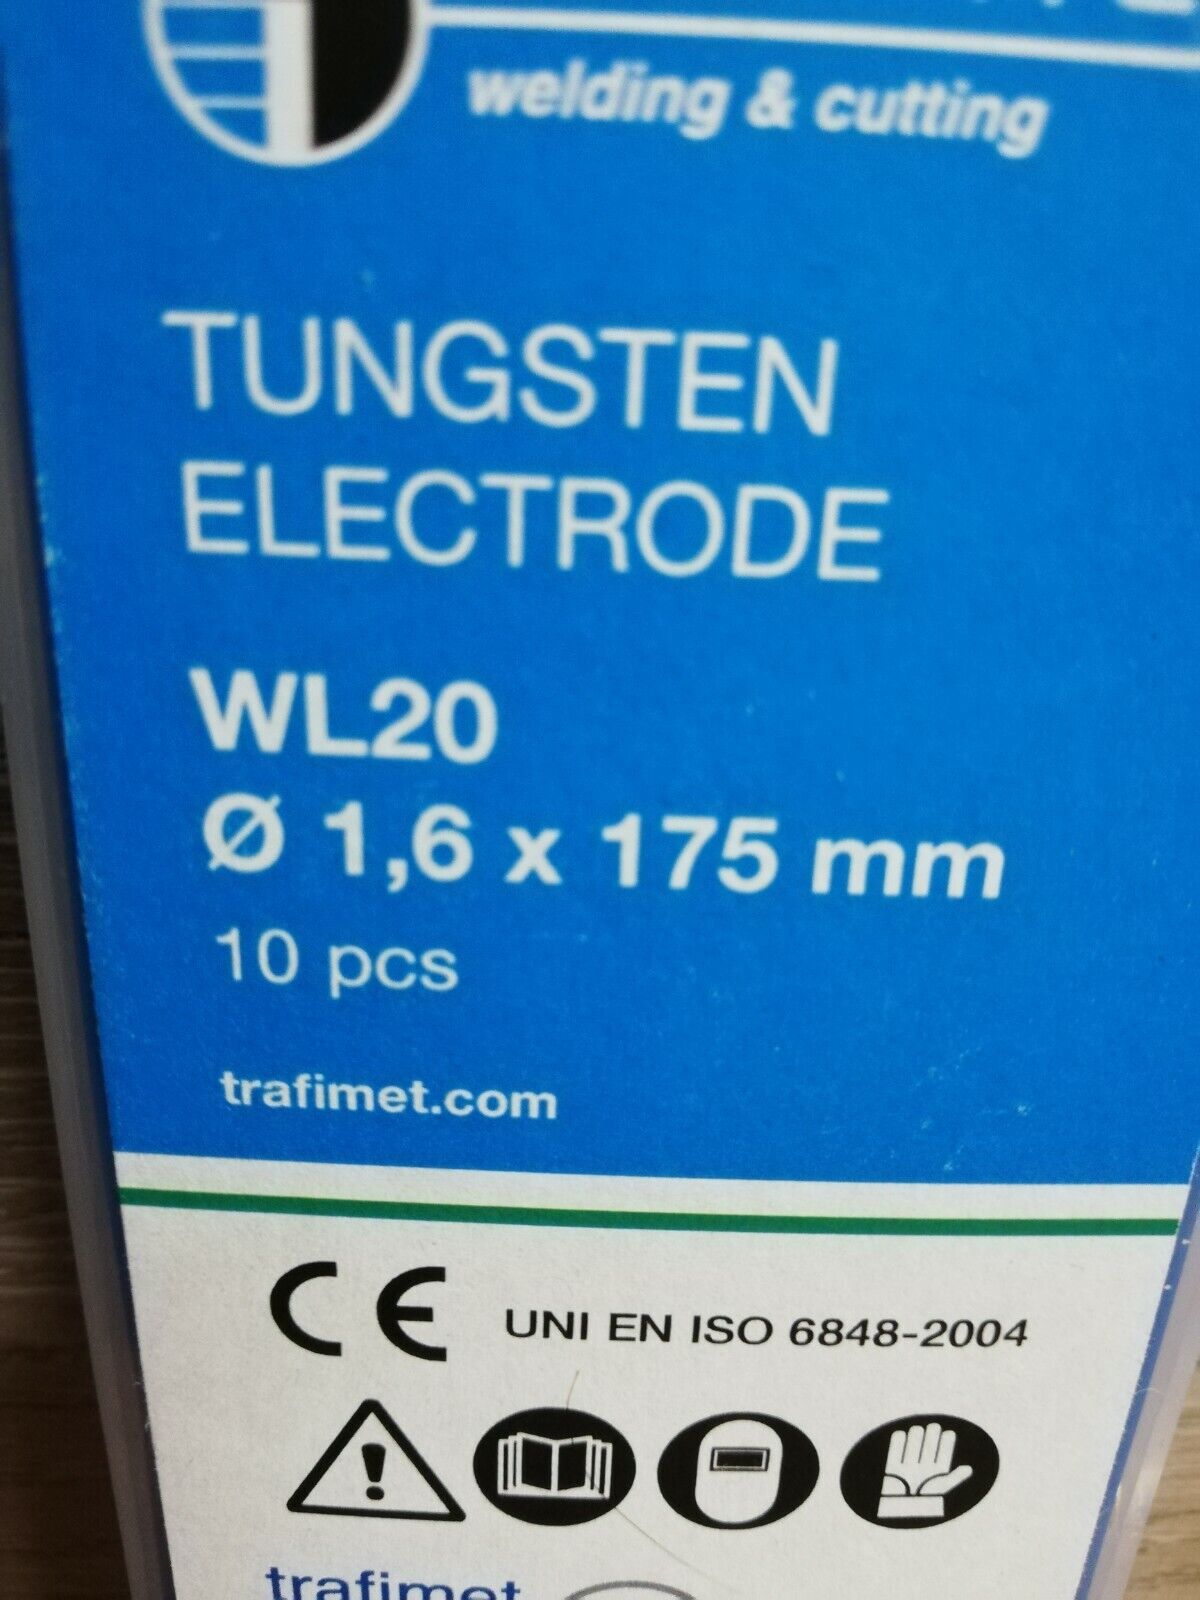 welding & cutting
TUNGSTEN
ELECTRODE
WL20
Ø 1,6 x 175 mm
10 pcs
trafimet.com
CE UNI EN ISO 6848-2004
trafimet